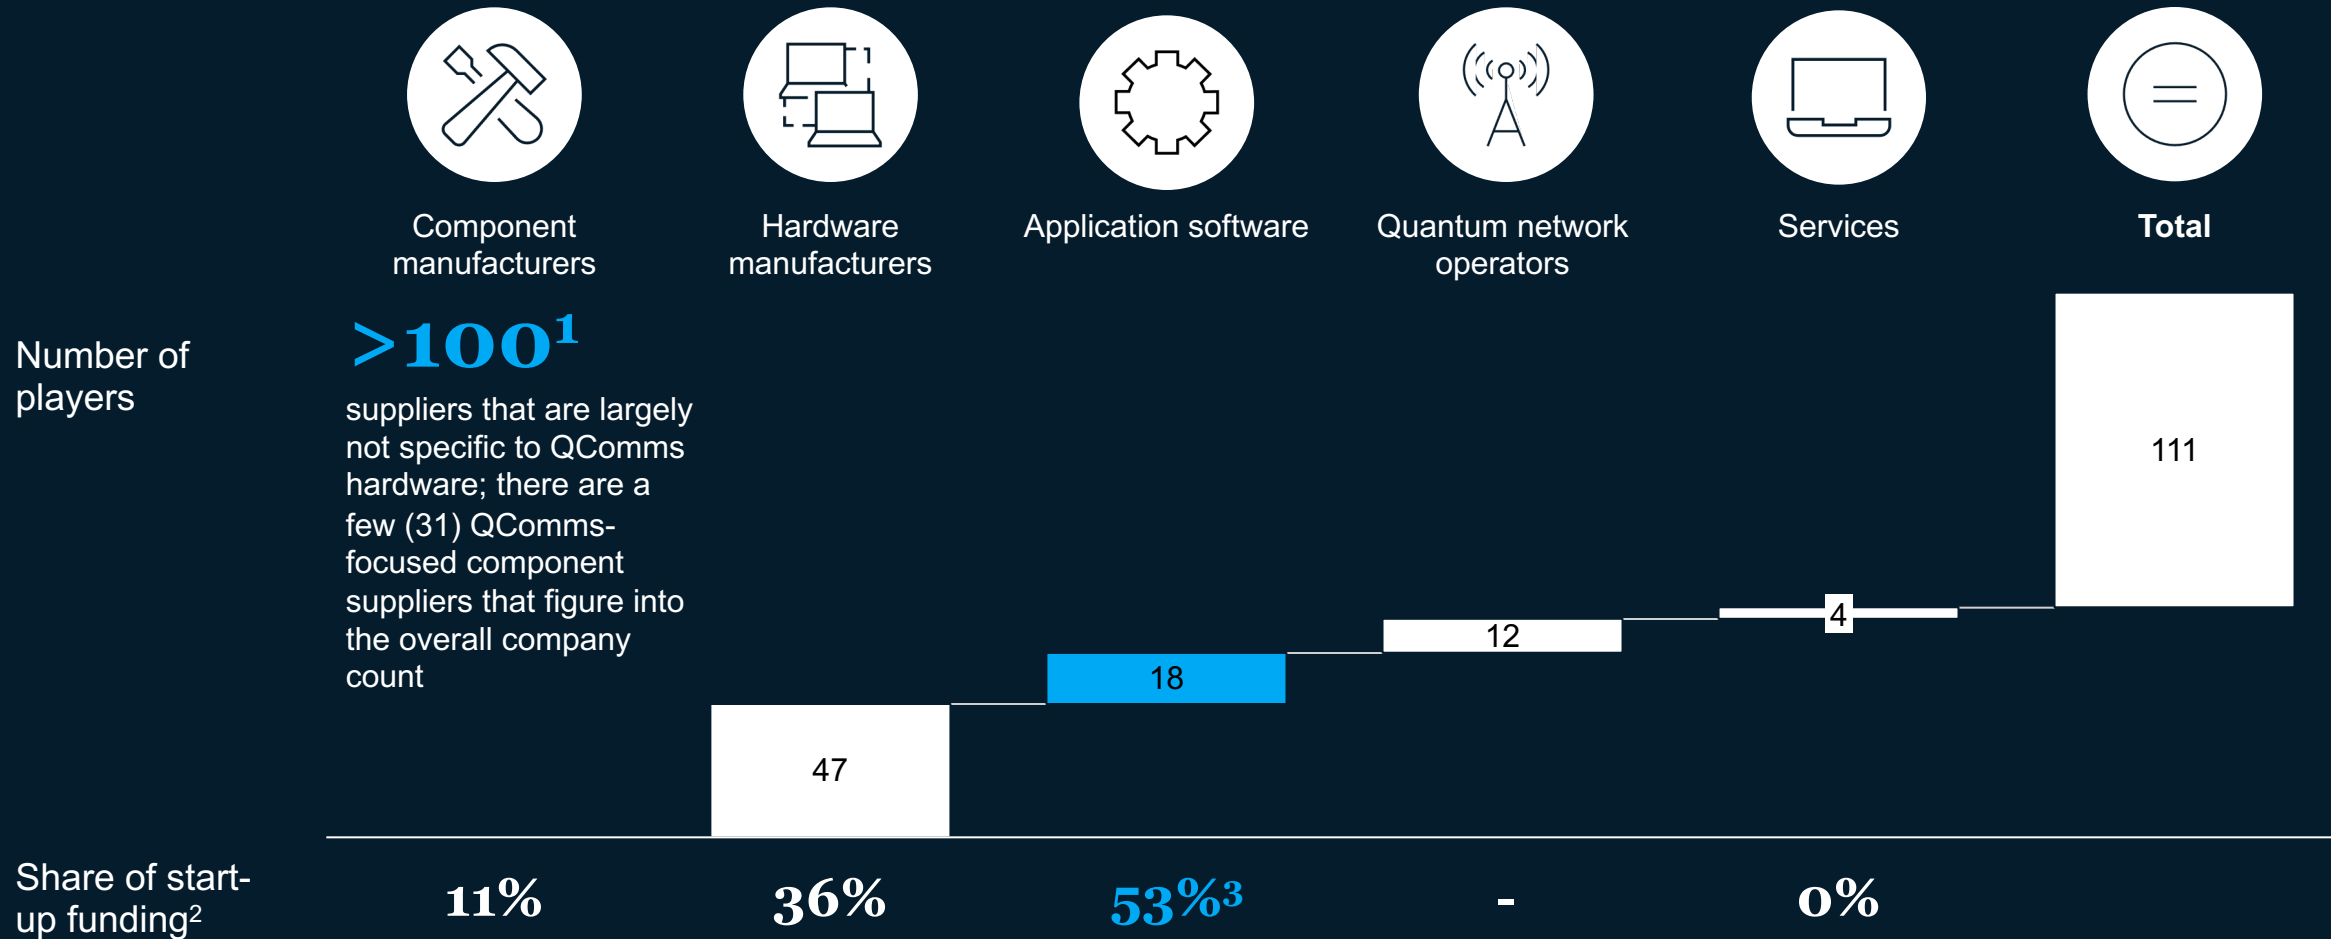 Component
manufacturers
Hardware
manufacturers
Application software
Quantum network
operators
Services
Total
Number of
players
>100¹
suppliers that are largely
not specific to QComms
hardware; there are a
few (31) QComms-
focused component
suppliers that figure into
the overall company
count
47
18
12
4
111
Share of start-
up funding²
11%
36%
53%³
-
0%